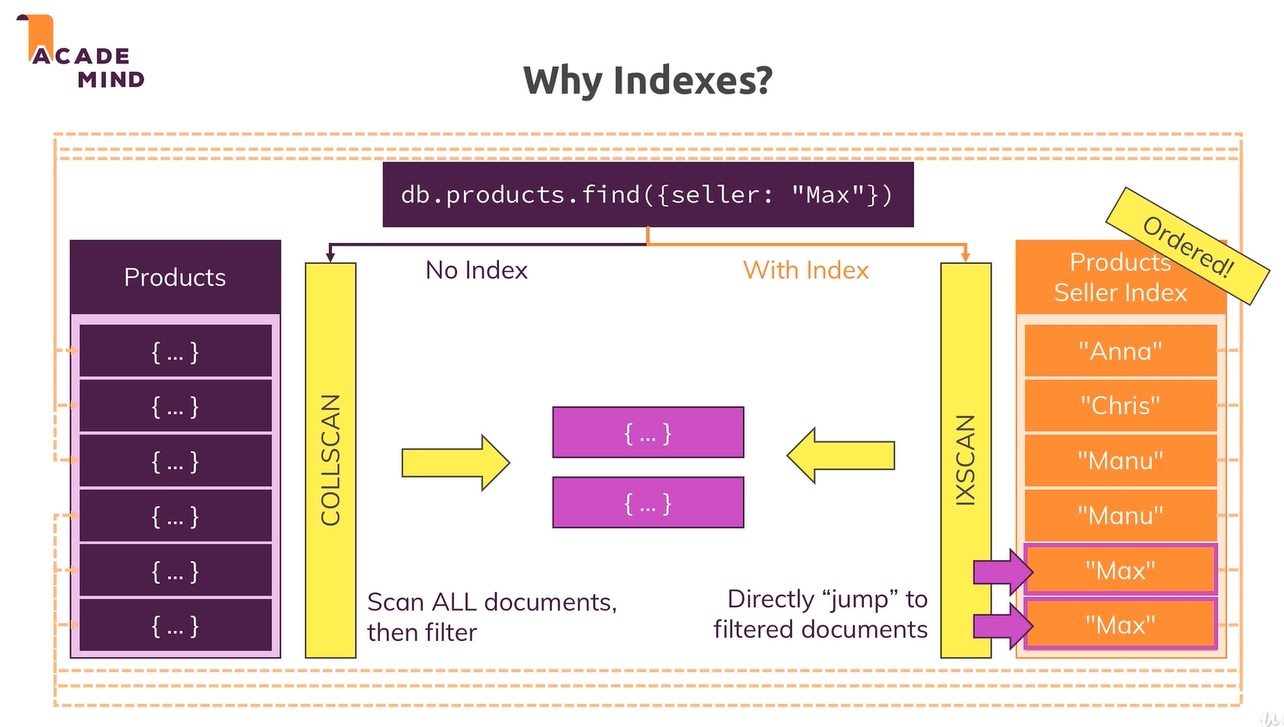 ACADE
MIND
Why Indexes?
db.products.find({seller: "Max"})
No Index
With Index
Products
{ ... }
{ ... }
{ ... }
{ ... }
{ ... }
{ ... }
COLLSCAN
Scan ALL documents,
then filter
{ ... }
{ ... }
Directly “jump” to
filtered documents
IXSCAN
Ordered!
Products
Seller Index
"Anna"
"Chris"
"Manu"
"Manu"
"Max"
"Max"